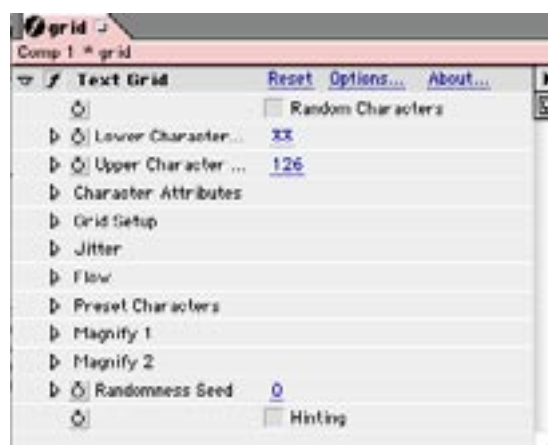 grid
Comp 1 * grid
Text Grid Reset Options... About...
Random Characters
Lower Character... 33
Upper Character ... 126
Character Attributes
Grid Setup
Jitter
Flow
Preset Characters
Magnify 1
Magnify 2
Randomness Seed 0
Hinting